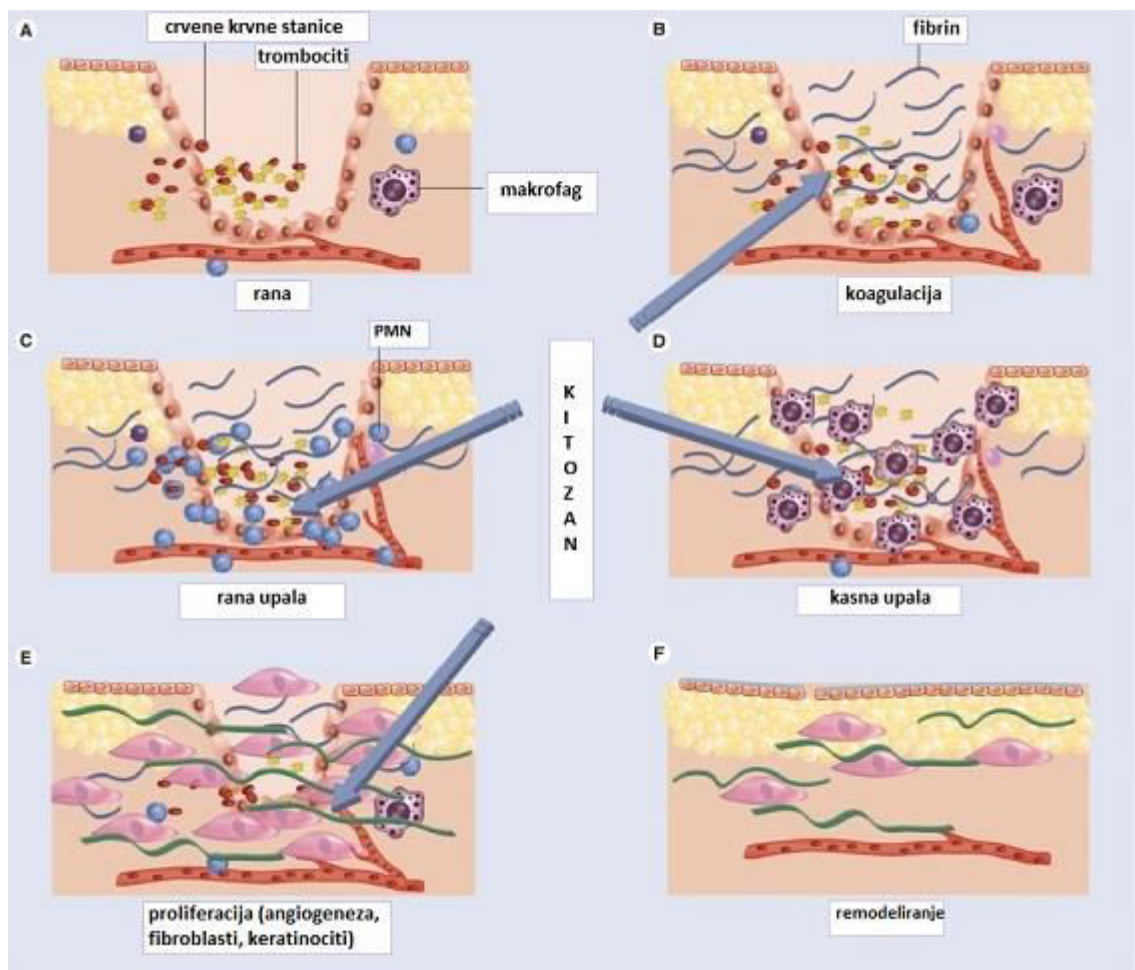 A
crvene krvne stanice
trombociti
makrofag
rana
B
fibrin
koagulacija
C
PMN
rana upala
K
I
T
O
Z
A
N
D
kasna upala
E
proliferacija (angiogeneza,
fibroblasti, keratinociti)
F
remodeliranje